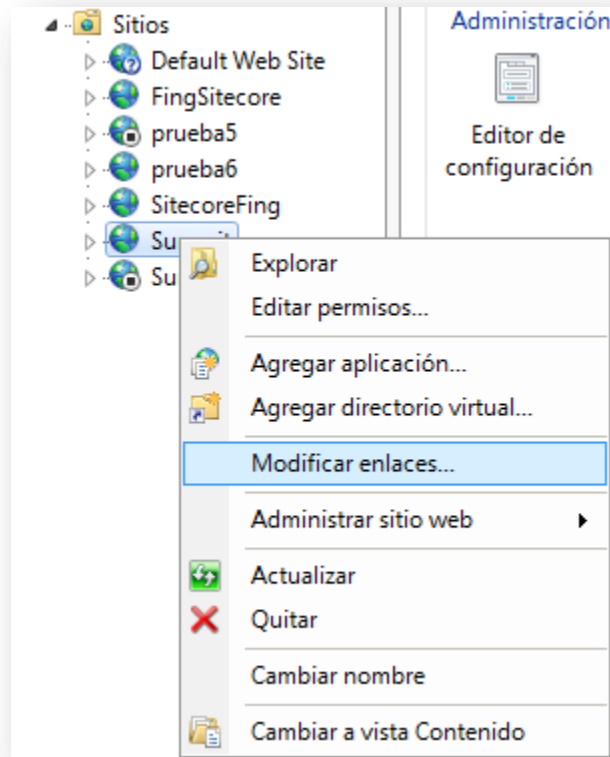 Sitios
Default Web Site
FingSitecore
prueba5
prueba6
SitecoreFing
Administración
Editor de
configuración
Explorar
Editar permisos...
Agregar aplicación...
Agregar directorio virtual...
Modificar enlaces...
Administrar sitio web
Actualizar
Quitar
Cambiar nombre
Cambiar a vista Contenido